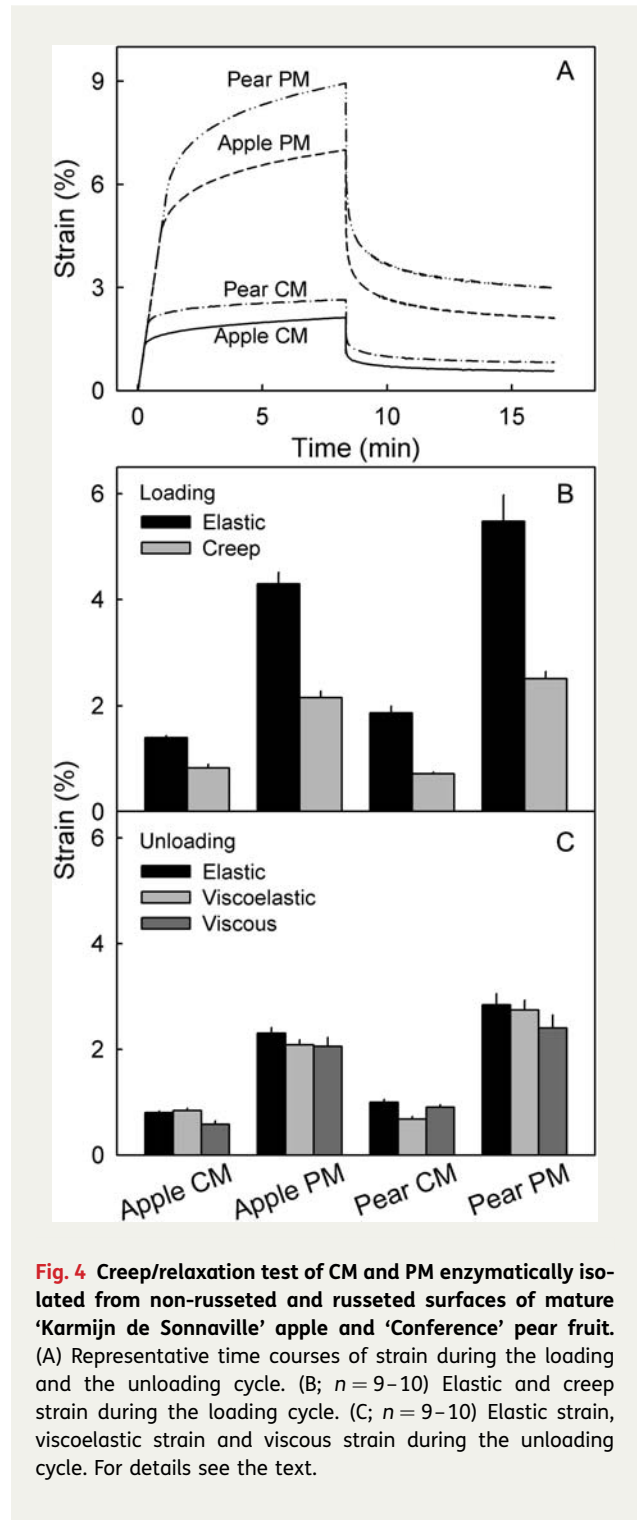 A
9
6
3
0
Strain (%)
Pear PM
Apple PM
Pear CM
Apple CM
0 5 10 15
Time (min)
B
Loading
Elastic
Creep
6
4
2
0
Strain (%)
C
Unloading
Elastic
Viscoelastic
Viscous
6
4
2
0
Apple CM Apple PM Pear CM Pear PM
Fig. 4 Creep/relaxation test of CM and PM enzymatically iso-
lated from non-russeted and russeted surfaces of mature
‘Karmijn de Sonnaville’ apple and ‘Conference’ pear fruit.
(A) Representative time courses of strain during the loading
and the unloading cycle. (B; n = 9–10) Elastic and creep
strain during the loading cycle. (C; n = 9–10) Elastic strain,
viscoelastic strain and viscous strain during the unloading
cycle. For details see the text.